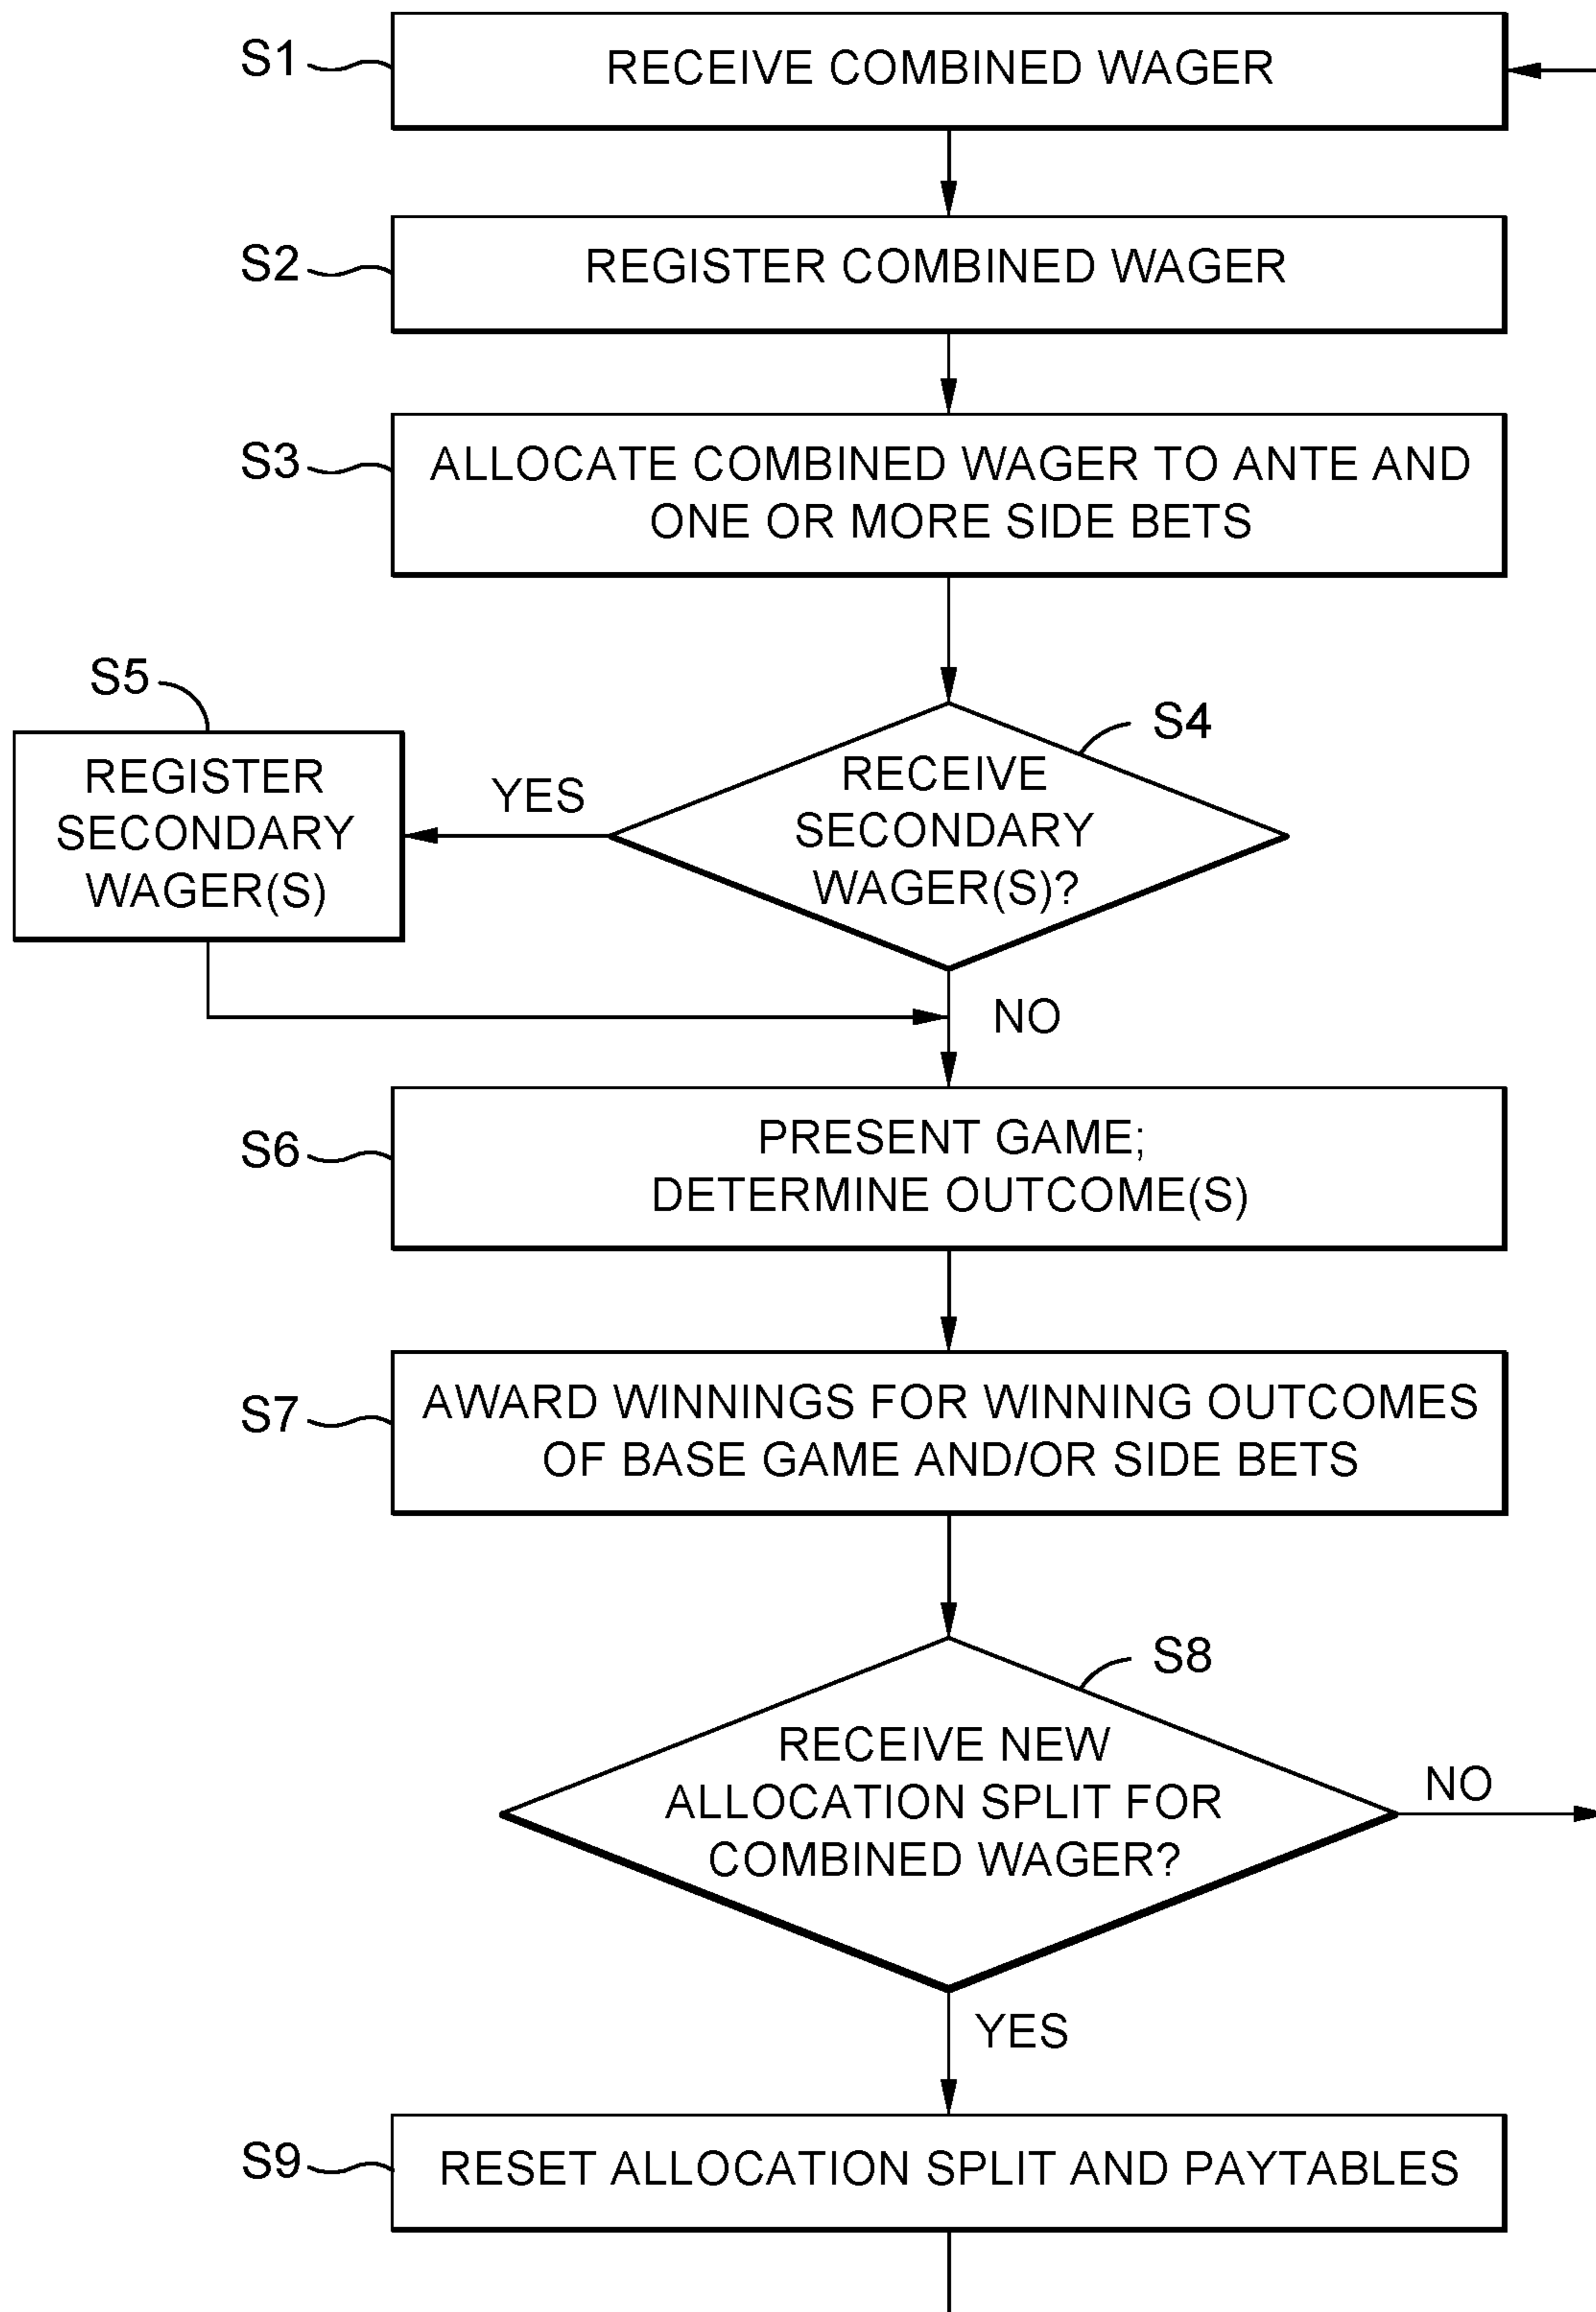 S1
RECEIVE COMBINED WAGER
S2
REGISTER COMBINED WAGER
S3
ALLOCATE COMBINED WAGER TO ANTE AND
ONE OR MORE SIDE BETS
S4
RECEIVE
SECONDARY
WAGER(S)?
YES
S5
REGISTER
SECONDARY
WAGER(S)
NO
S6
PRESENT GAME;
DETERMINE OUTCOME(S)
S7
AWARD WINNINGS FOR WINNING OUTCOMES
OF BASE GAME AND/OR SIDE BETS
S8
RECEIVE NEW
ALLOCATION SPLIT FOR
COMBINED WAGER?
NO
YES
S9
RESET ALLOCATION SPLIT AND PAYTABLES